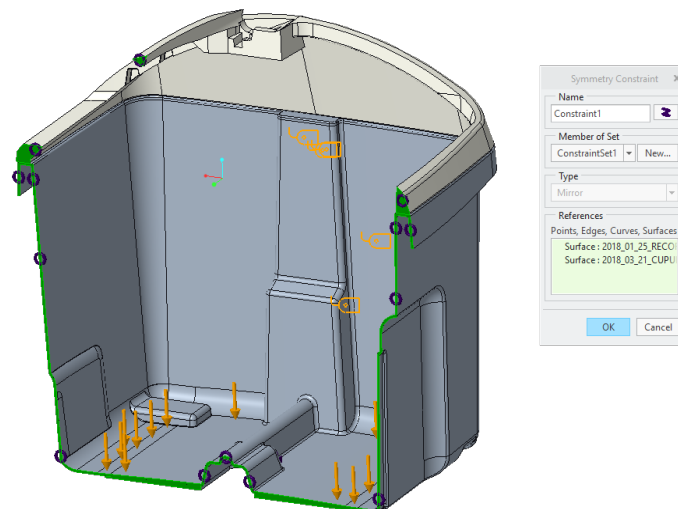 Symmetry Constraint
Name
Constraint1
Member of Set
ConstraintSet1
New...
Type
Mirror
References
Points, Edges, Curves, Surfaces
Surface : 2018_01_25_RECO
Surface : 2018_03_21_CUPU
OK
Cancel